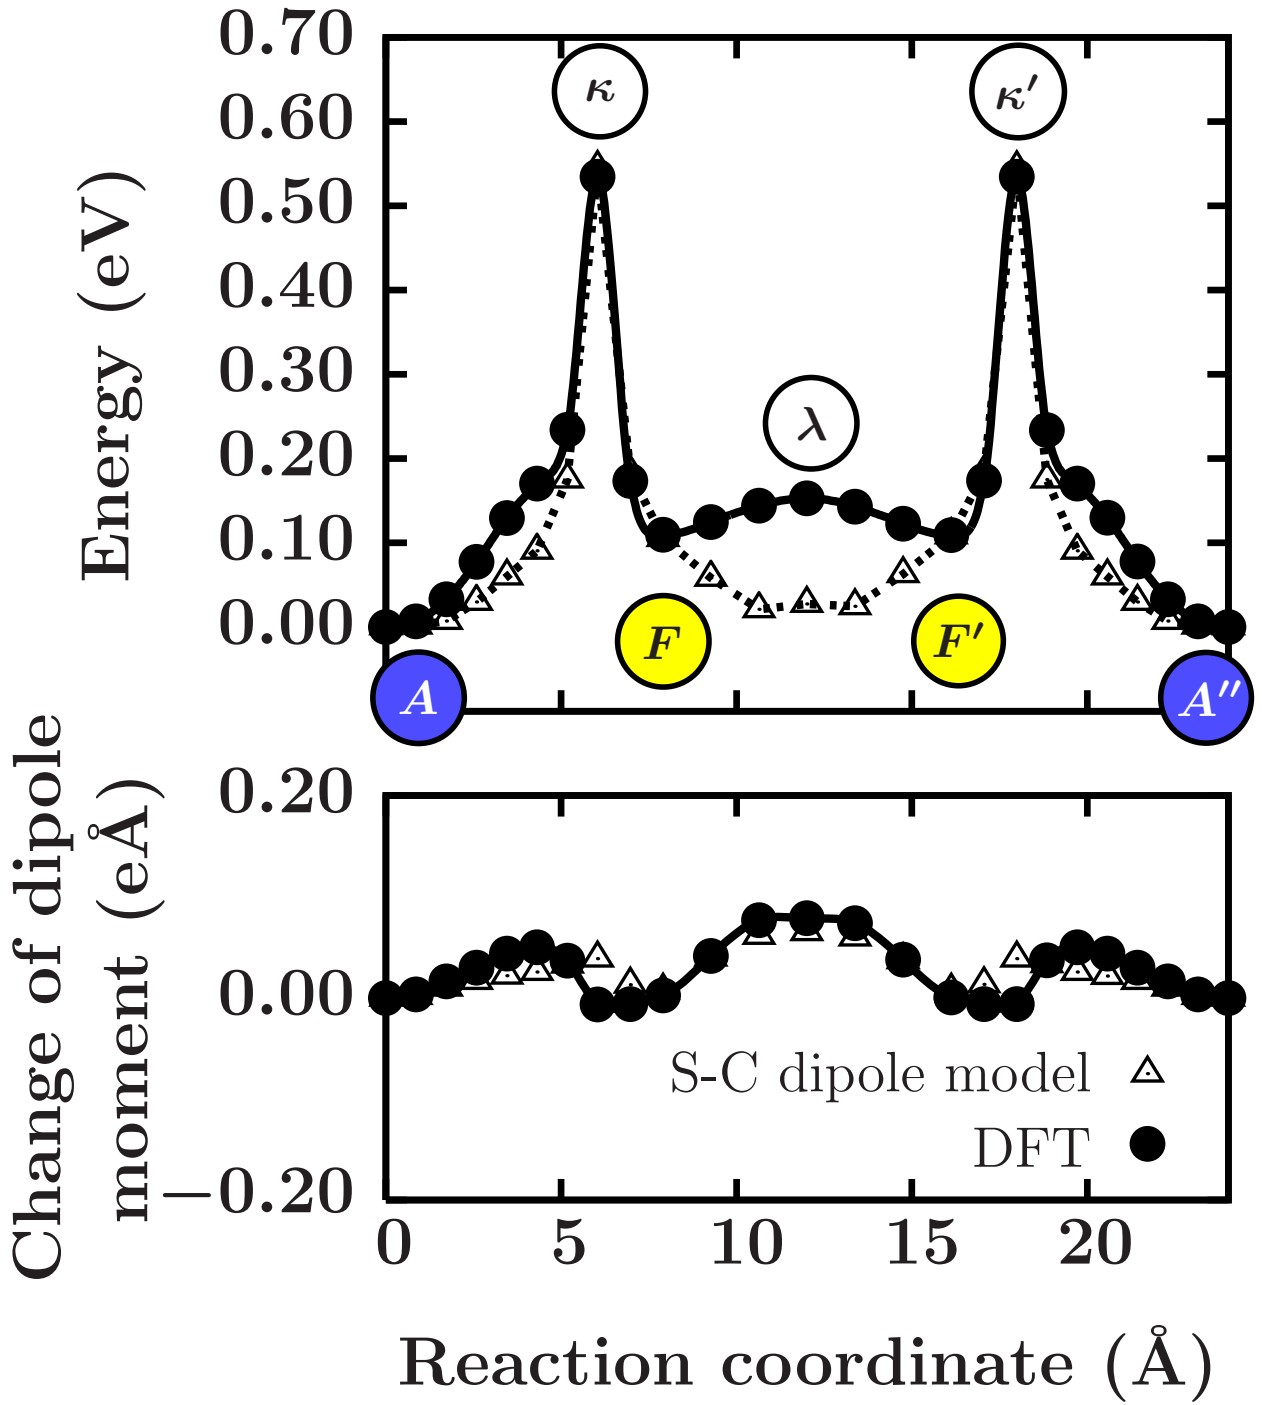 0.70
0.60
0.50
0.40
0.30
0.20
0.10
0.00
Energy (eV)
κ
κ′
λ
F
F′
A
A″
0.20
0.00
−0.20
Change of dipole
moment (eÅ)
S-C dipole model
DFT
0 5 10 15 20
Reaction coordinate (Å)